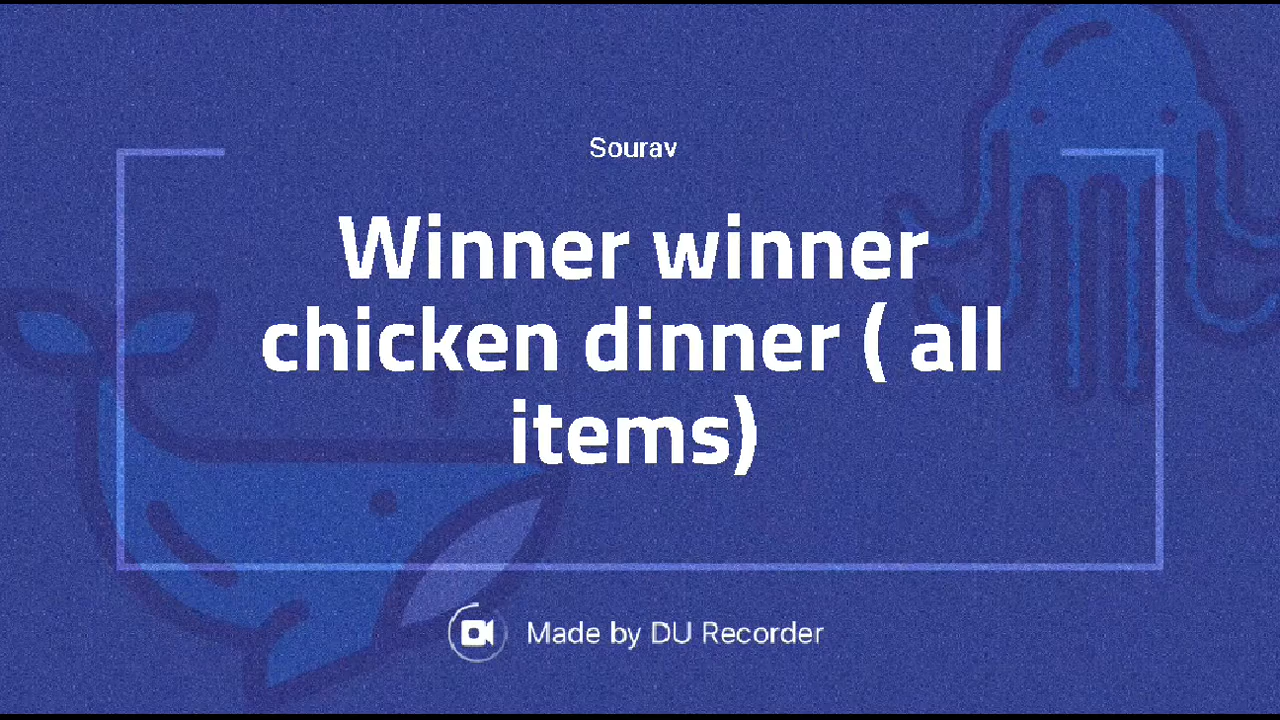 Sourav
Winner winner
chicken dinner ( all
items)
Made by DU Recorder